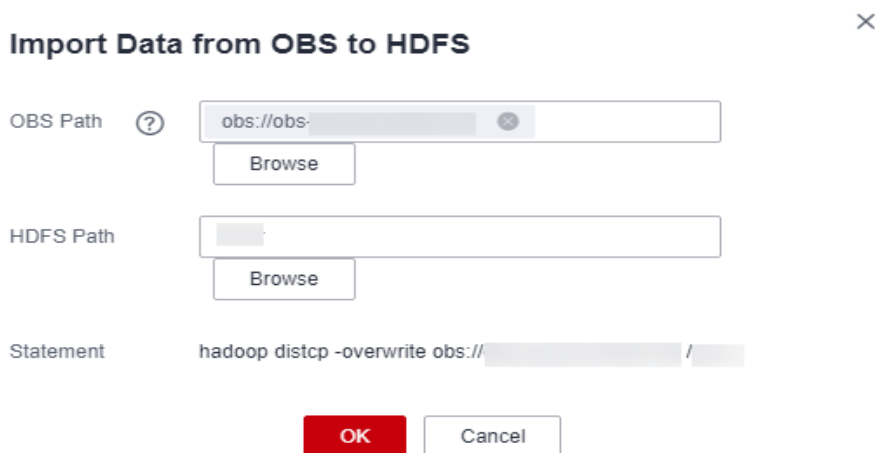 Import Data from OBS to HDFS
OBS Path ? obs://obs-
Browse
HDFS Path
Browse
Statement hadoop distcp -overwrite obs:// /
OK Cancel